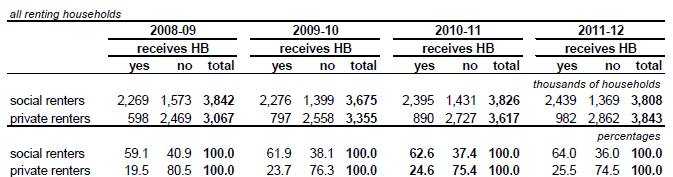 all renting households
2008-09 2009-10 2010-11 2011-12
receives HB receives HB receives HB receives HB
yes no total yes no total yes no total yes no total
thousands of households
social renters 2,269 1,573 3,842 2,276 1,399 3,675 2,395 1,431 3,826 2,439 1,369 3,808
private renters 598 2,469 3,067 797 2,558 3,355 890 2,727 3,617 982 2,862 3,843
percentages
social renters 59.1 40.9 100.0 61.9 38.1 100.0 62.6 37.4 100.0 64.0 36.0 100.0
private renters 19.5 80.5 100.0 23.7 76.3 100.0 24.6 75.4 100.0 25.5 74.5 100.0